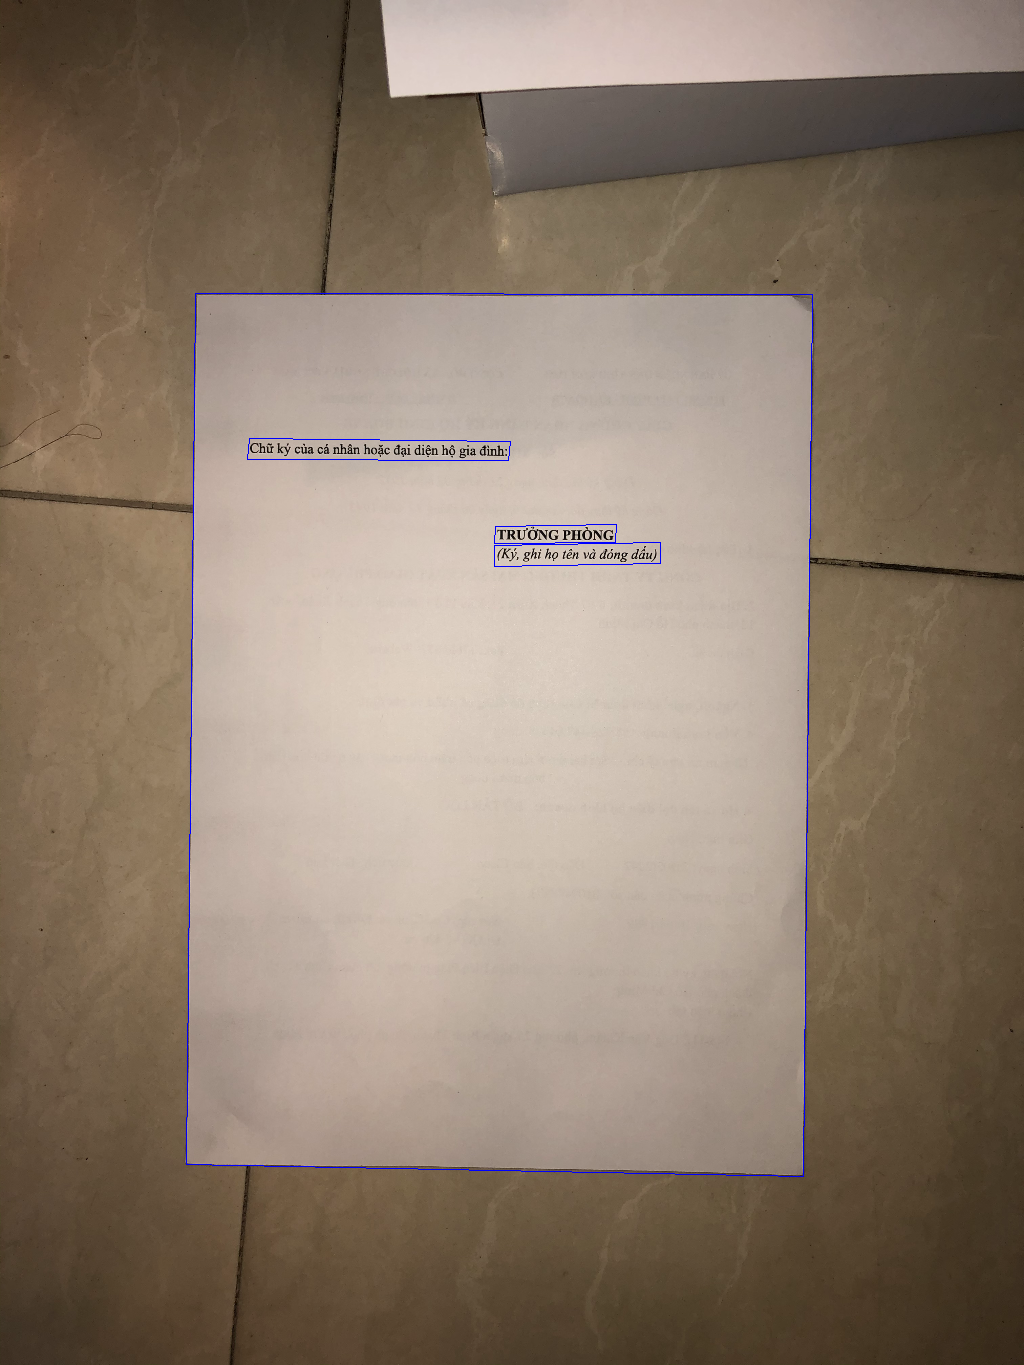 Chữ ký của cá nhân hoặc đại diện hộ gia đình:
TRƯỞNG PHÒNG
(Ký, ghi họ tên và đóng dấu)